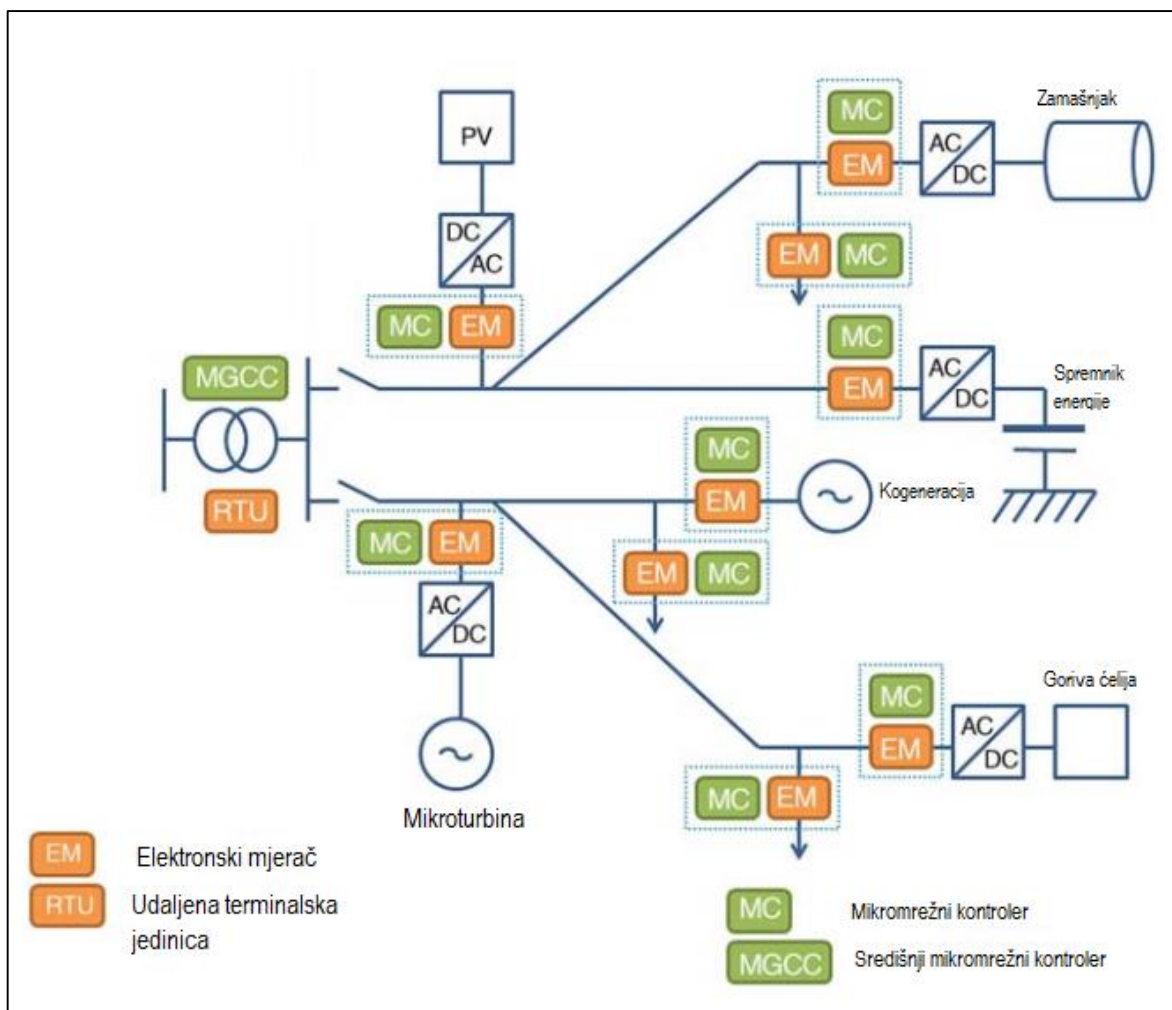 Zamašnjak
MC
EM
AC
DC
PV
DC
AC
EM
MC
MC
EM
MC
EM
AC
DC
Spremnik
energije
MGCC
RTU
MC
EM
Kogeneracija
MC
EM
EM
MC
AC
DC
MC
EM
AC
DC
Goriva ćelija
MC
EM
Mikroturbina
EM
Elektronski mjerač
RTU
Udaljena terminalska
jedinica
MC
Mikromrežni kontroler
MGCC
Središnji mikromrežni kontroler